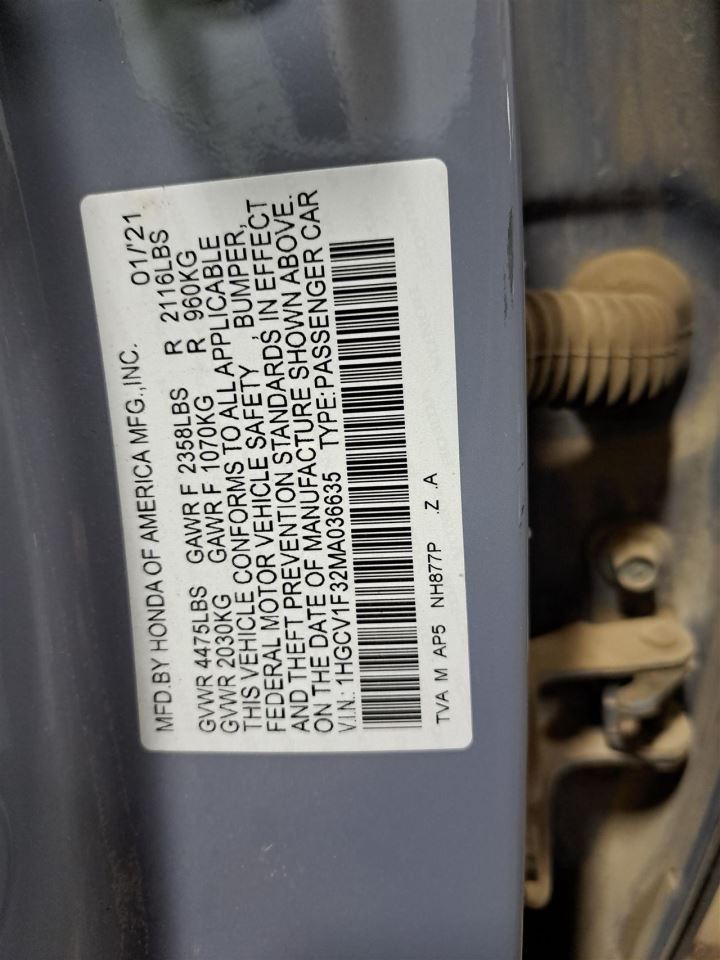 MFD.BY HONDA OF AMERICA MFG.,INC. 01/'21
GVWR 4475LBS GAWR F 2358LBS R 2116LBS
GVWR 2030KG GAWR F 1070KG R 960KG
THIS VEHICLE CONFORMS TO ALL APPLICABLE
FEDERAL MOTOR VEHICLE SAFETY , BUMPER,
AND THEFT PREVENTION STANDARDS IN EFFECT
ON THE DATE OF MANUFACTURE SHOWN ABOVE.
V.I.N.: 1HGCV1F32MA036635 TYPE:PASSENGER CAR
TVA M AP5 NH877P .Z .A